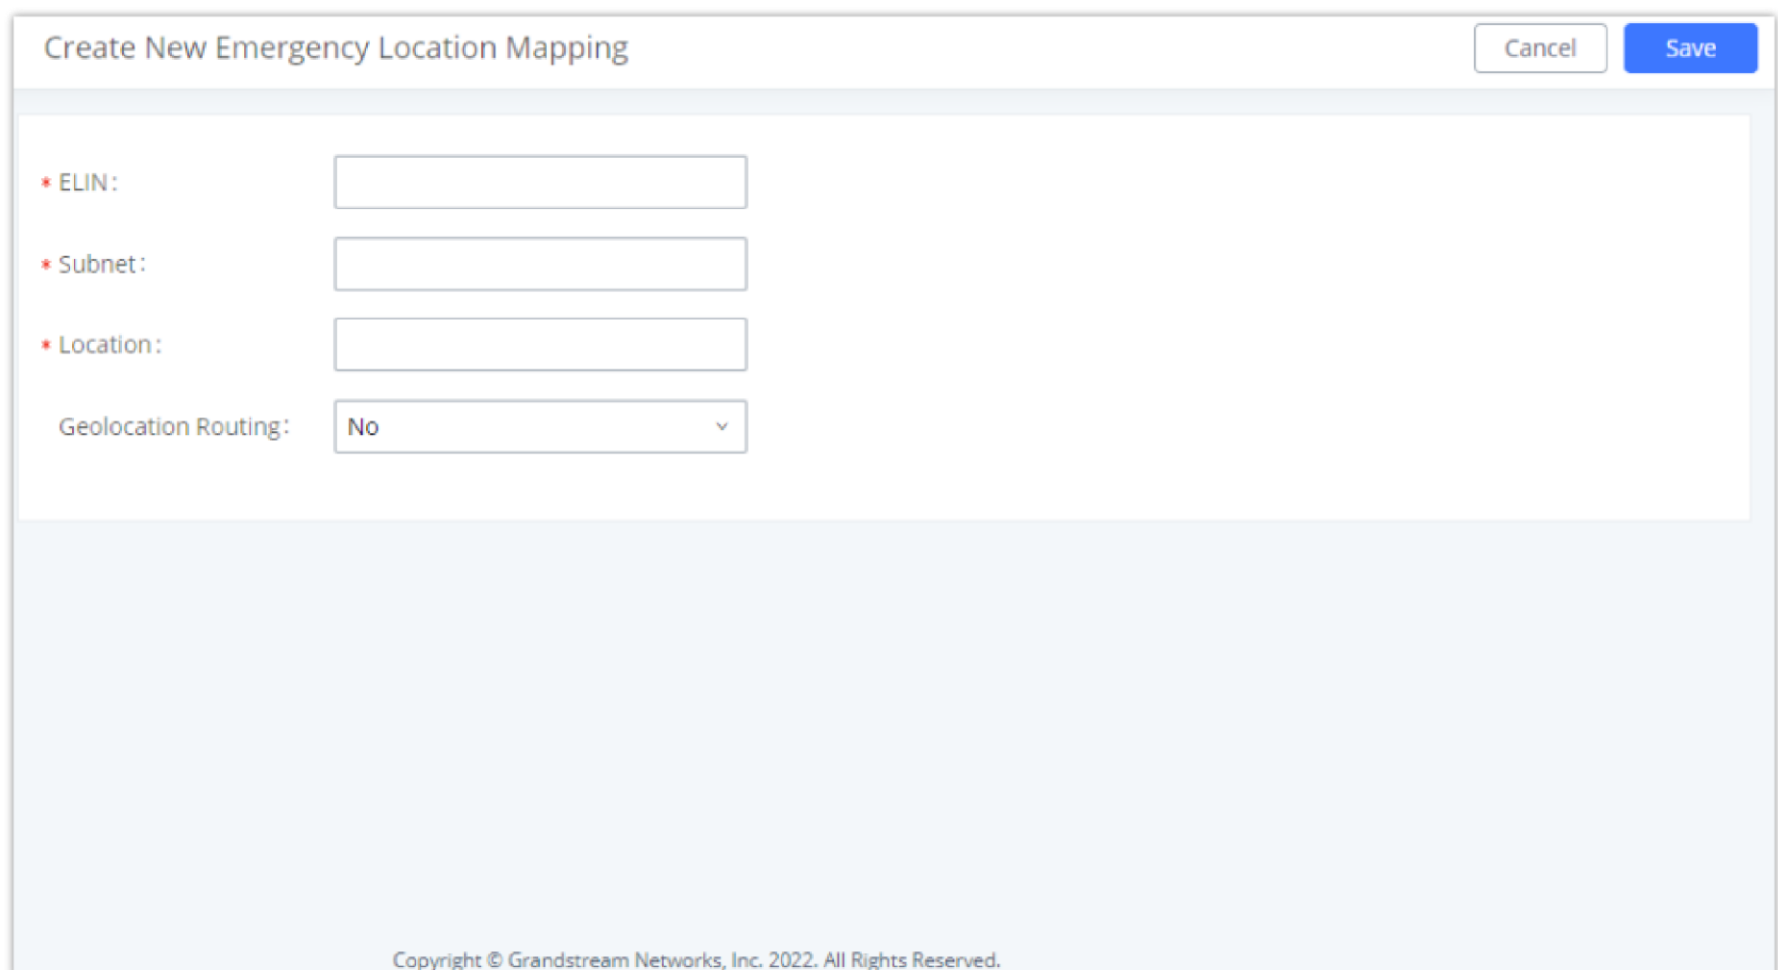 Create New Emergency Location Mapping
Cancel
Save
* ELIN:
* Subnet:
* Location:
Geolocation Routing: No
Copyright © Grandstream Networks, Inc. 2022. All Rights Reserved.